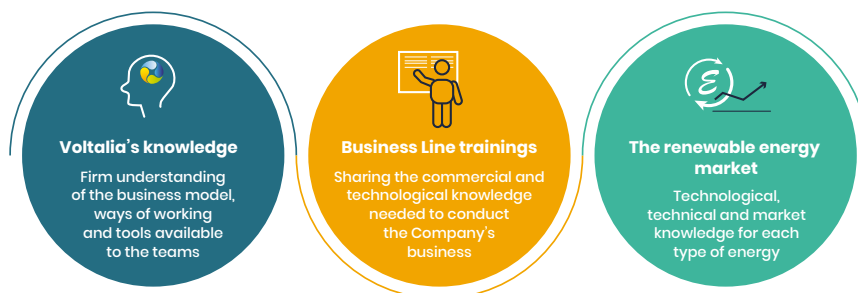 Voltalia's knowledge
Firm understanding
of the business model,
ways of working
and tools available
to the teams
Business Line trainings
Sharing the commercial and
technological knowledge
needed to conduct
the Company's
business
The renewable energy
market
Technological,
technical and market
knowledge for each
type of energy